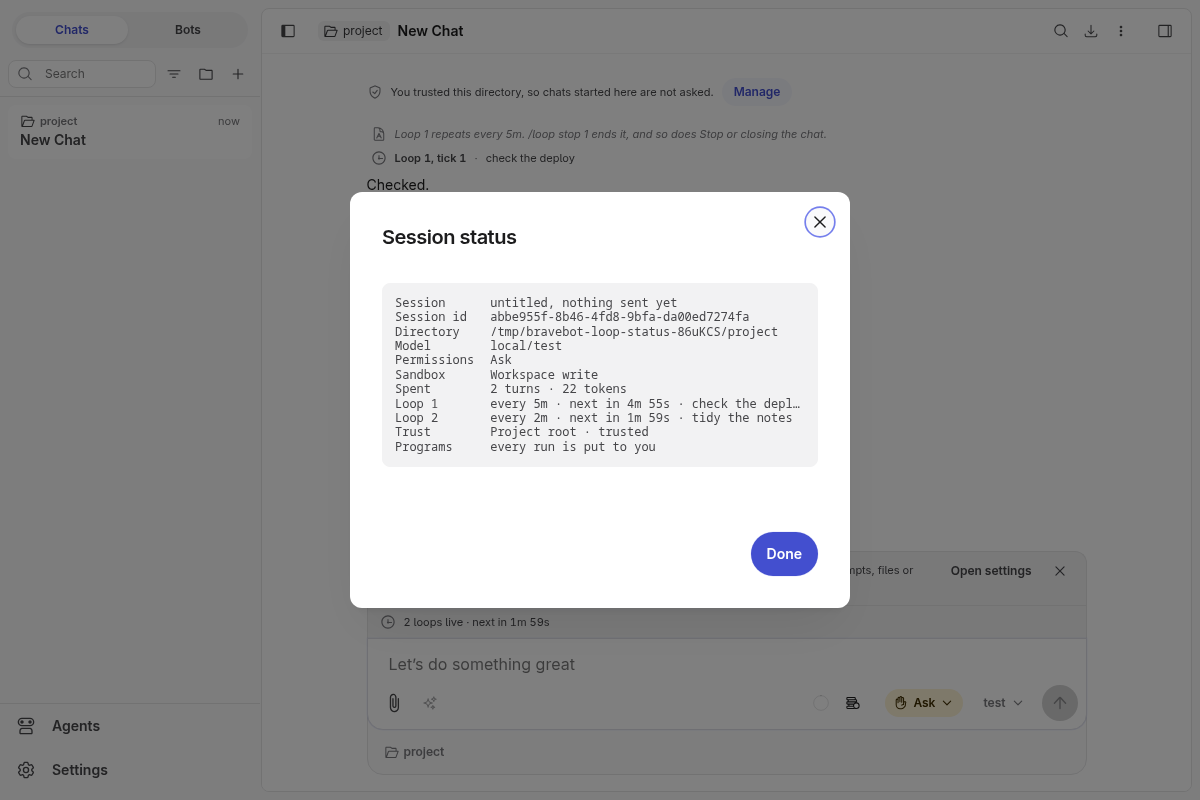 Chats
Bots
project
New Chat
Search
You trusted this directory, so chats started here are not asked.
Manage
project
now
New Chat
Loop 1 repeats every 5m. /loop stop 1 ends it, and so does Stop or closing the chat.
Loop 1, tick 1 · check the deploy
Checked.
Session status
Session untitled, nothing sent yet
Session id abbe955f-8b46-4fd8-9bfa-da00ed7274fa
Directory /tmp/bravebot-loop-status-86uKCS/project
Model local/test
Permissions Ask
Sandbox Workspace write
Spent 2 turns · 22 tokens
Loop 1 every 5m · next in 4m 55s · check the depl…
Loop 2 every 2m · next in 1m 59s · tidy the notes
Trust Project root · trusted
Programs every run is put to you
Done
files or
Open settings
2 loops live · next in 1m 59s
Let's do something great
Ask
test
project
Agents
Settings